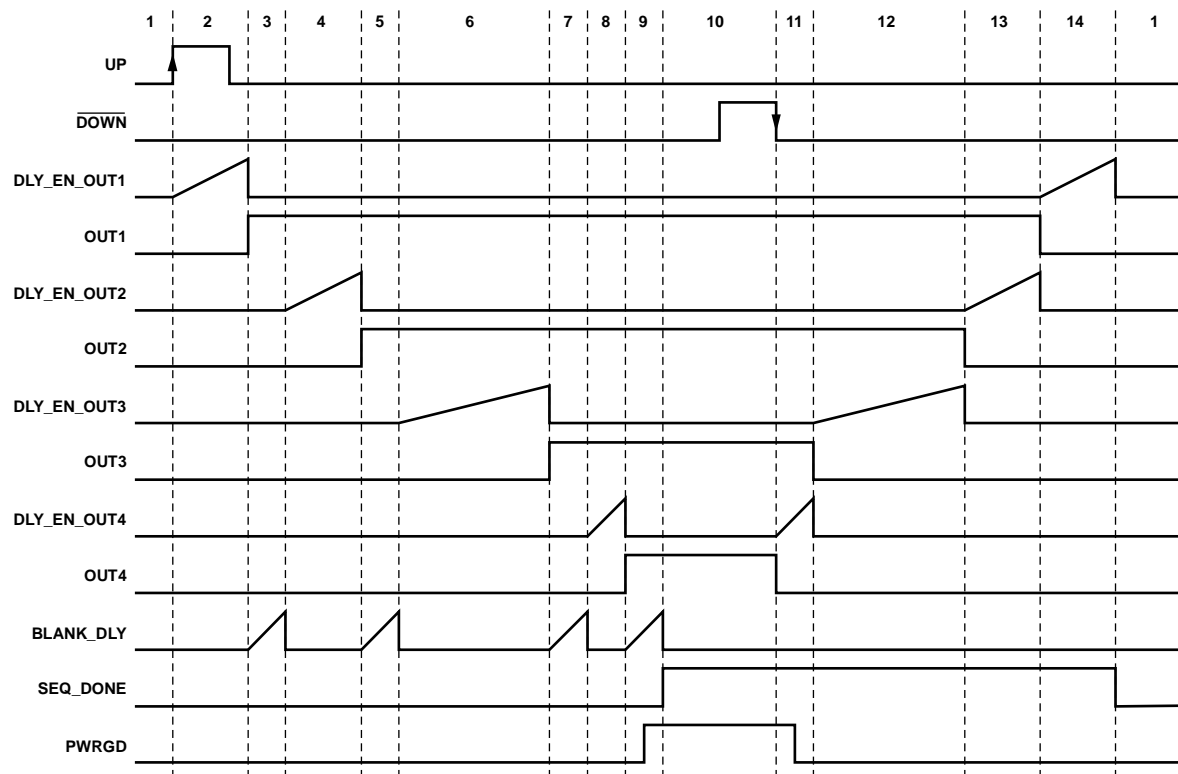 1 2 3 4 5 6 7 8 9 10 11 12 13 14 1
UP
DOWN
DLY_EN_OUT1
OUT1
DLY_EN_OUT2
OUT2
DLY_EN_OUT3
OUT3
DLY_EN_OUT4
OUT4
BLANK_DLY
SEQ_DONE
PWRGD